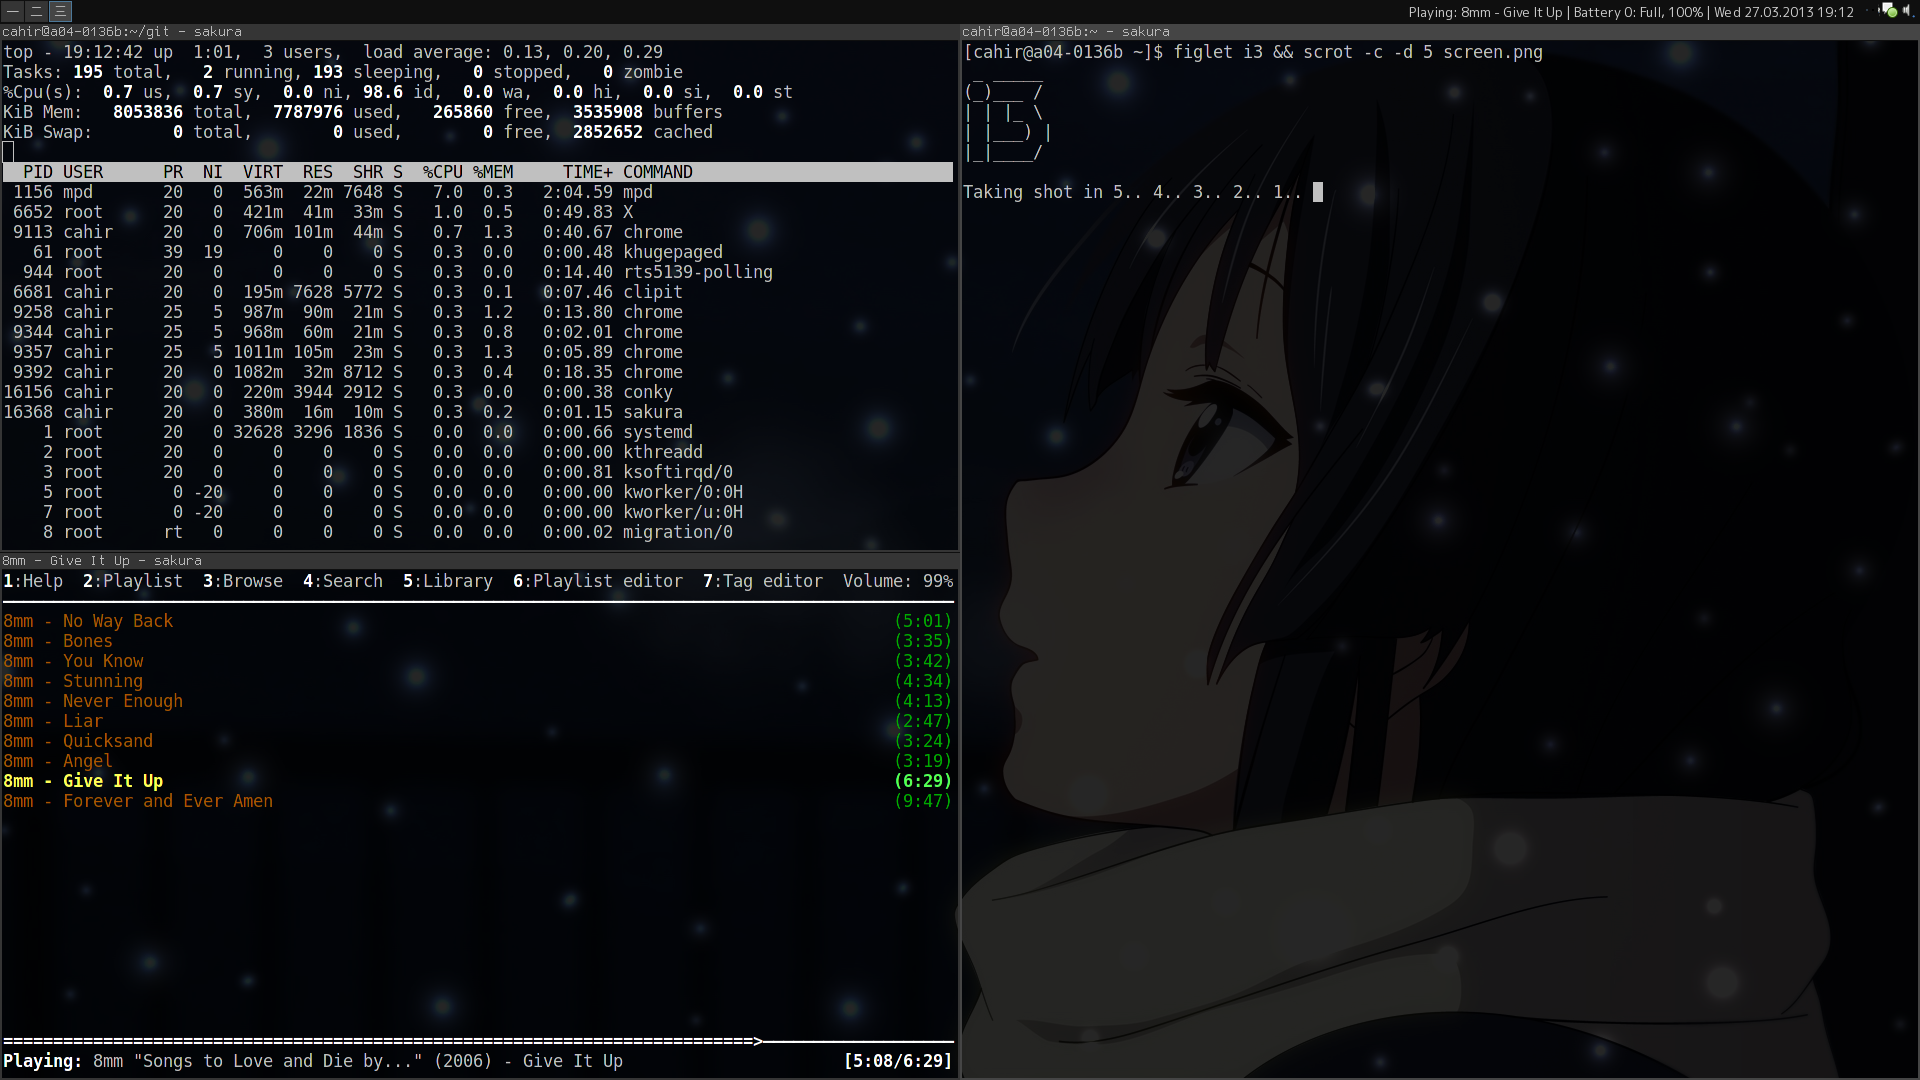 一 二 三
Playing: 8mm - Give It Up | Battery 0: Full, 100% | Wed 27.03.2013 19:12
cahir@a04-0136b:~/git - sakura
top - 19:12:42 up  1:01,  3 users,  load average: 0.13, 0.20, 0.29
Tasks: 195 total,   2 running, 193 sleeping,   0 stopped,   0 zombie
%Cpu(s):  0.7 us,  0.7 sy,  0.0 ni, 98.6 id,  0.0 wa,  0.0 hi,  0.0 si,  0.0 st
KiB Mem:   8053836 total,  7787976 used,   265860 free,  3535908 buffers
KiB Swap:        0 total,        0 used,        0 free,  2852652 cached
PID USER      PR  NI  VIRT  RES  SHR S  %CPU %MEM     TIME+ COMMAND
1156 mpd       20   0  563m  22m 7648 S   7.0  0.3   2:04.59 mpd
6652 root      20   0  421m  41m  33m S   1.0  0.5   0:49.83 X
9113 cahir     20   0  706m 101m  44m S   0.7  1.3   0:40.67 chrome
61 root      39  19     0    0    0 S   0.3  0.0   0:00.48 khugepaged
944 root      20   0     0    0    0 S   0.3  0.0   0:14.40 rts5139-polling
6681 cahir     20   0  195m 7628 5772 S   0.3  0.1   0:07.46 clipit
9258 cahir     25   5  987m  90m  21m S   0.3  1.2   0:13.80 chrome
9344 cahir     25   5  968m  60m  21m S   0.3  0.8   0:02.01 chrome
9357 cahir     25   5 1011m 105m  23m S   0.3  1.3   0:05.89 chrome
9392 cahir     20   0 1082m  32m 8712 S   0.3  0.4   0:18.35 chrome
16156 cahir     20   0  220m 3944 2912 S   0.3  0.0   0:00.38 conky
16368 cahir     20   0  380m  16m  10m S   0.3  0.2   0:01.15 sakura
1 root      20   0 32628 3296 1836 S   0.0  0.0   0:00.66 systemd
2 root      20   0     0    0    0 S   0.0  0.0   0:00.00 kthreadd
3 root      20   0     0    0    0 S   0.0  0.0   0:00.81 ksoftirqd/0
5 root       0 -20     0    0    0 S   0.0  0.0   0:00.00 kworker/0:0H
7 root       0 -20     0    0    0 S   0.0  0.0   0:00.00 kworker/u:0H
8 root      rt   0     0    0    0 S   0.0  0.0   0:00.02 migration/0
8mm - Give It Up - sakura
1:Help  2:Playlist  3:Browse  4:Search  5:Library  6:Playlist editor  7:Tag editor  Volume: 99%
8mm - No Way Back (5:01)
8mm - Bones (3:35)
8mm - You Know (3:42)
8mm - Stunning (4:34)
8mm - Never Enough (4:13)
8mm - Liar (2:47)
8mm - Quicksand (3:24)
8mm - Angel (3:19)
8mm - Give It Up (6:29)
8mm - Forever and Ever Amen (9:47)
Playing: 8mm "Songs to Love and Die by..." (2006) - Give It Up [5:08/6:29]
cahir@a04-0136b:~ - sakura
[cahir@a04-0136b ~]$ figlet i3 && scrot -c -d 5 screen.png
 _ _____
(_)___ /
| | |_ \
| |___) |
|_|____/
Taking shot in 5.. 4.. 3.. 2.. 1..